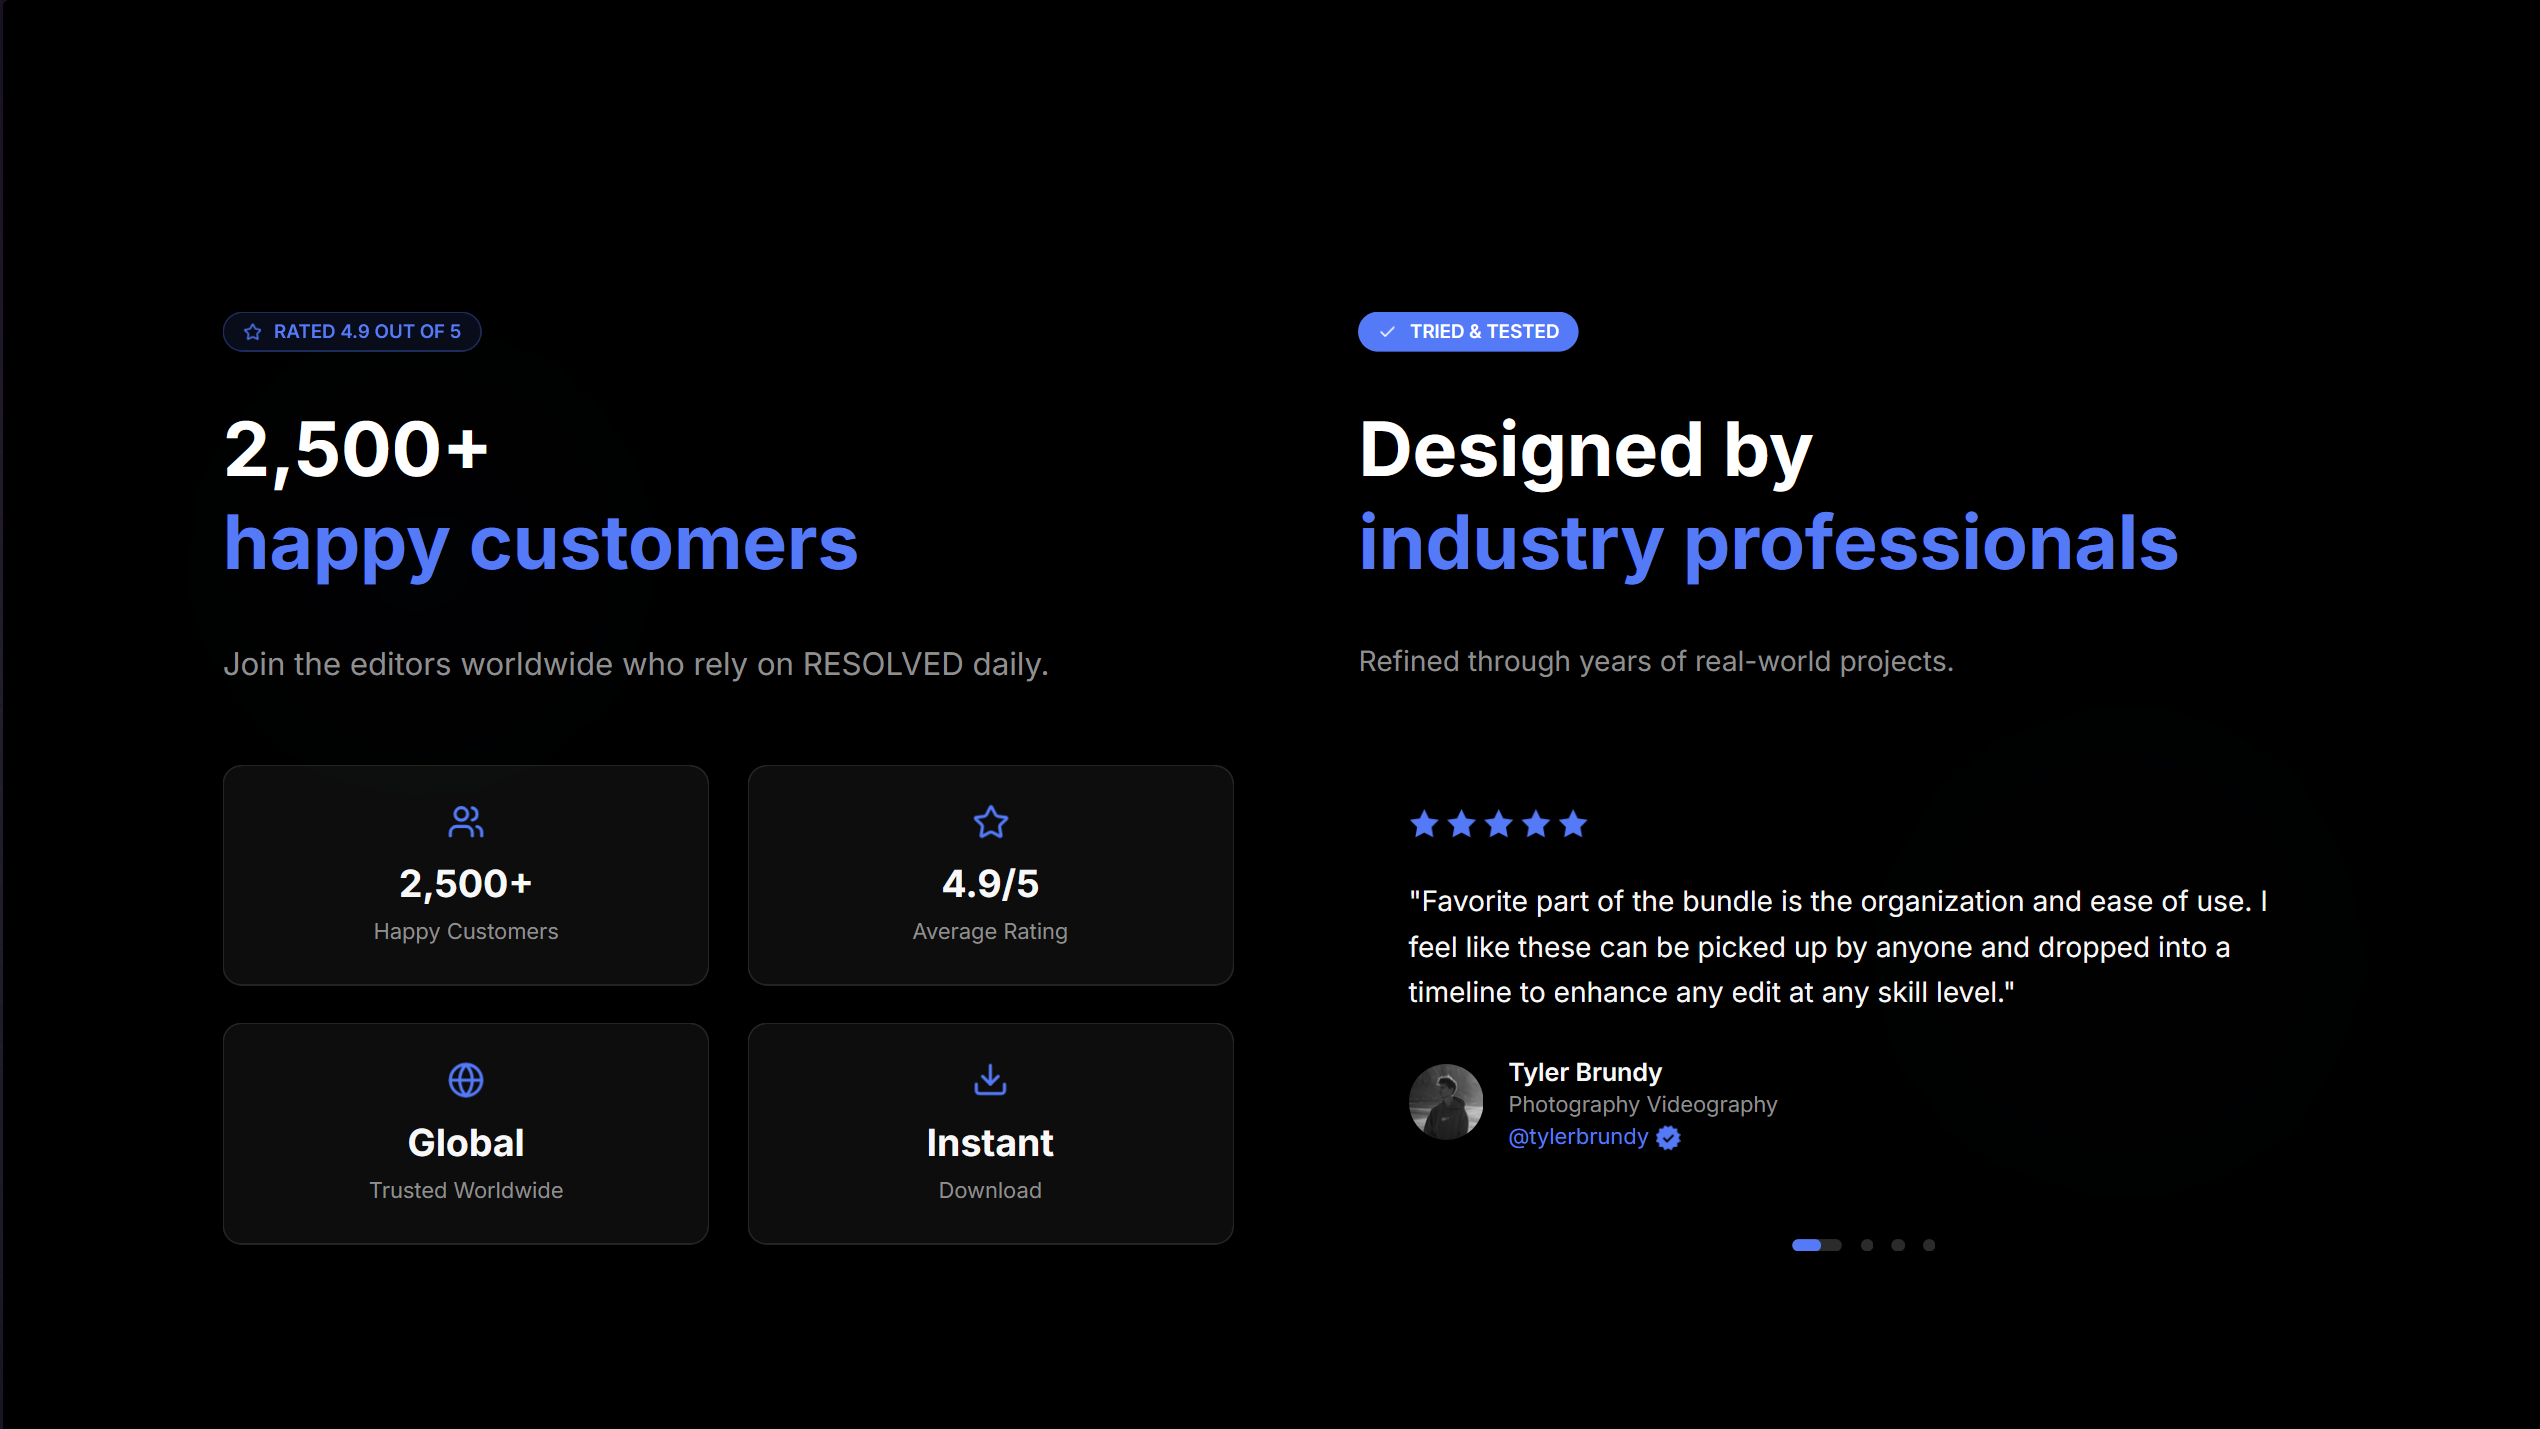 RATED 4.9 OUT OF 5
2,500+
happy customers
Join the editors worldwide who rely on RESOLVED daily.
2,500+
Happy Customers
4.9/5
Average Rating
Global
Trusted Worldwide
Instant
Download
TRIED & TESTED
Designed by
industry professionals
Refined through years of real-world projects.
"Favorite part of the bundle is the organization and ease of use. I
feel like these can be picked up by anyone and dropped into a
timeline to enhance any edit at any skill level."
Tyler Brundy
Photography Videography
@tylerbrundy